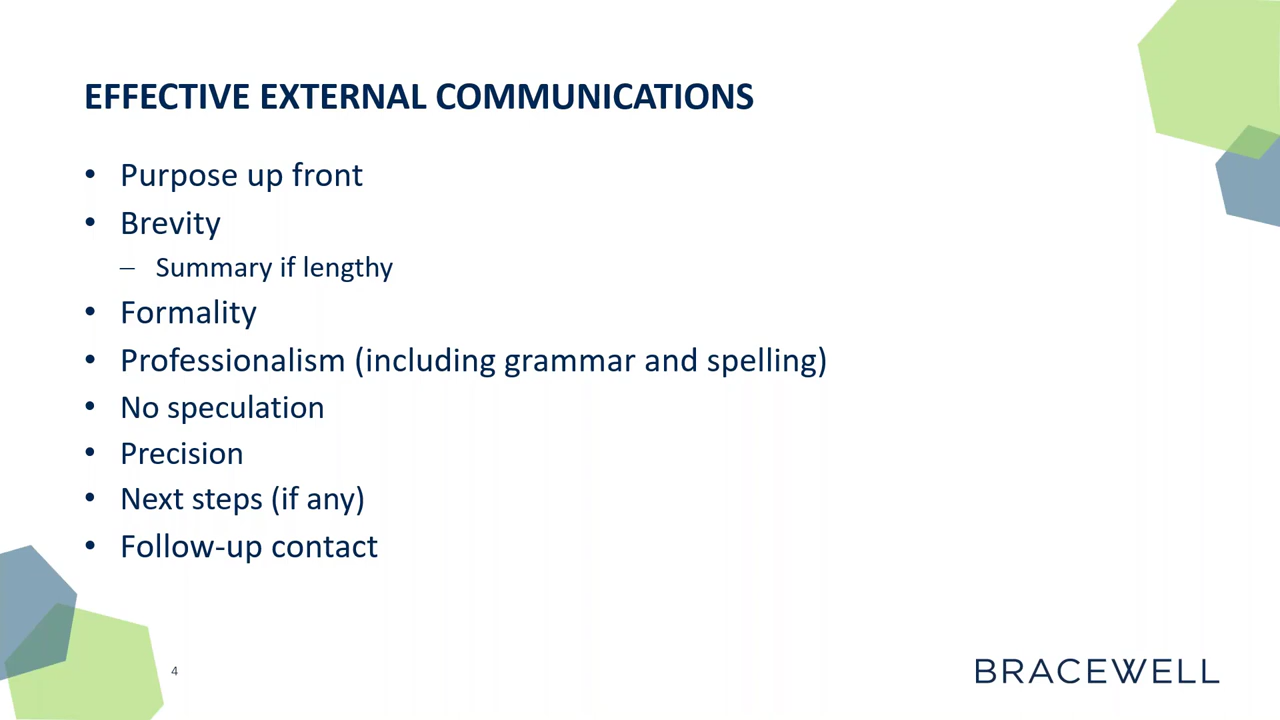 EFFECTIVE EXTERNAL COMMUNICATIONS
• Purpose up front
• Brevity
– Summary if lengthy
• Formality
• Professionalism (including grammar and spelling)
• No speculation
• Precision
• Next steps (if any)
• Follow-up contact
4
BRACEWELL